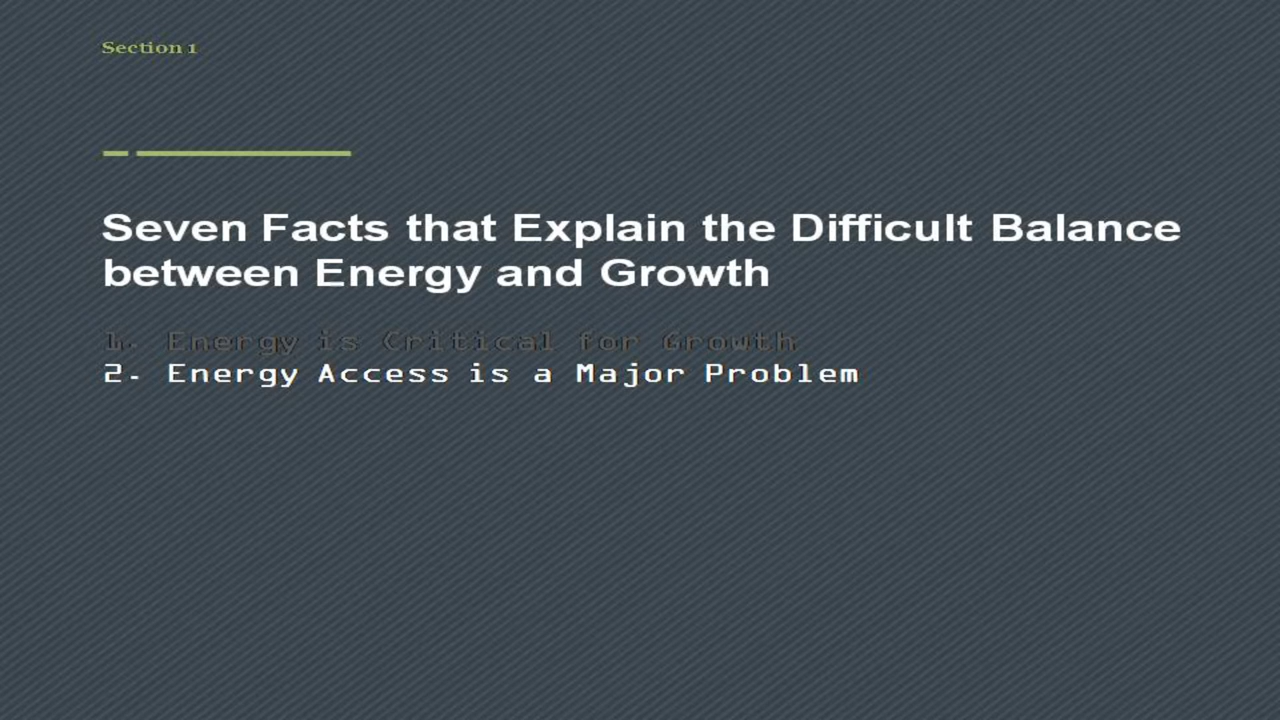 Section 1
Seven Facts that Explain the Difficult Balance
between Energy and Growth
1. Energy is Critical for Growth
2. Energy Access is a Major Problem